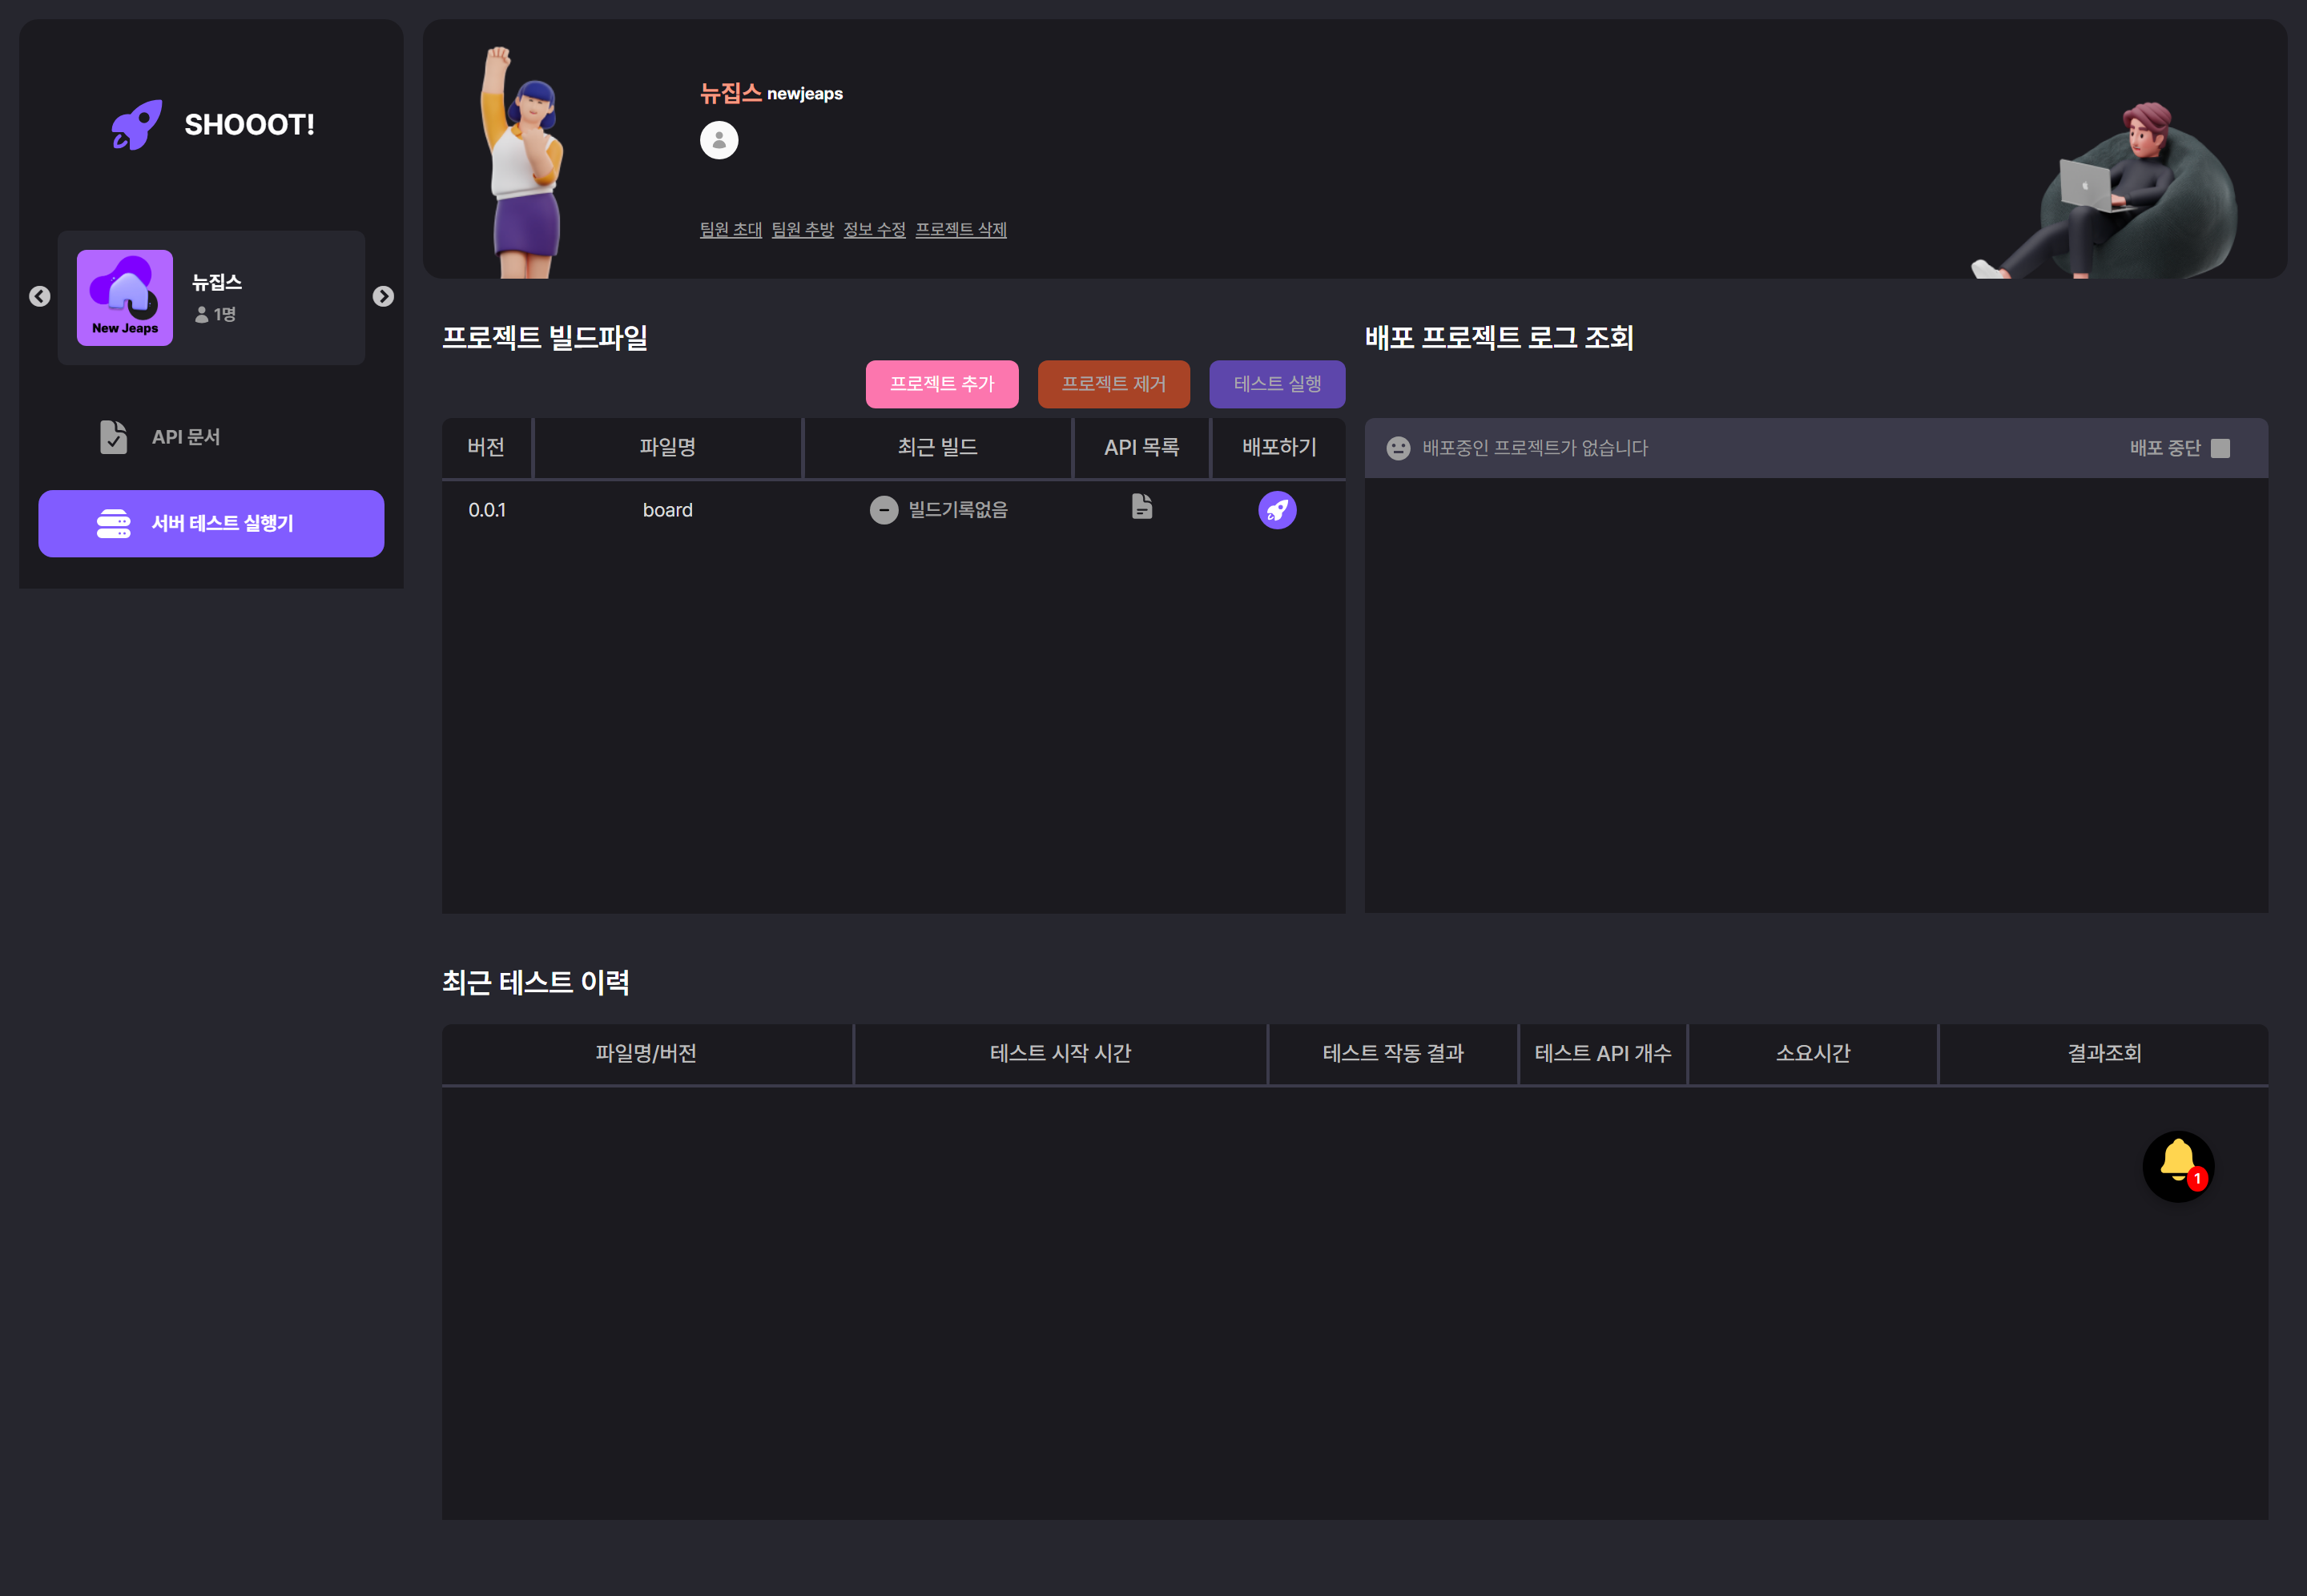 SHOOOT!
New Jeaps
뉴집스
1명
API 문서
서버 테스트 실행기
뉴집스 newjeaps
팀원 초대 팀원 추방 정보 수정 프로젝트 삭제
프로젝트 빌드파일
프로젝트 추가 프로젝트 제거 테스트 실행
버전 파일명 최근 빌드 API 목록 배포하기
0.0.1 board 빌드기록없음
배포 프로젝트 로그 조회
배포중인 프로젝트가 없습니다 배포 중단
최근 테스트 이력
파일명/버전 테스트 시작 시간 테스트 작동 결과 테스트 API 개수 소요시간 결과조회
1